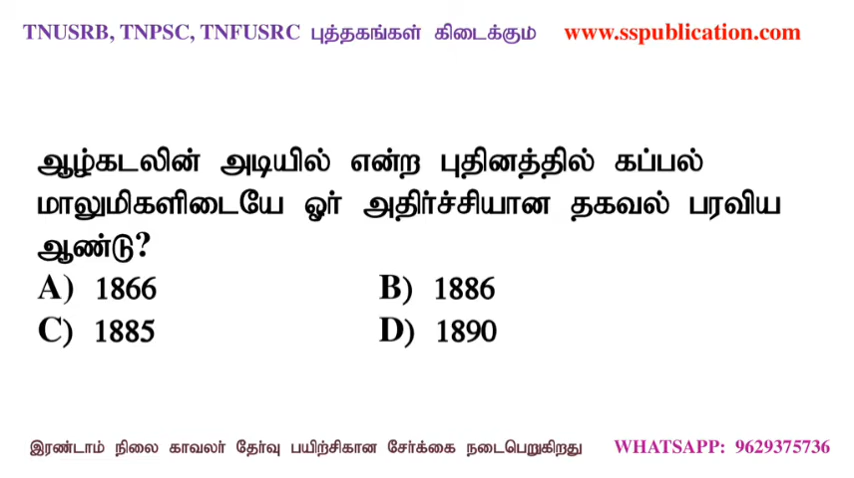 TNUSRB, TNPSC, TNFUSRC புத்தகங்கள் கிடைக்கும் www.sspublication.com
ஆழ்கடலின் அடியில் என்ற புதினத்தில் கப்பல்
மாலுமிகளிடையே ஓர் அதிர்ச்சியான தகவல் பரவிய
ஆண்டு?
A) 1866 B) 1886
C) 1885 D) 1890
இரண்டாம் நிலை காவலர் தேர்வு பயிற்சிகான சேர்க்கை நடைபெறுகிறது WHATSAPP: 9629375736